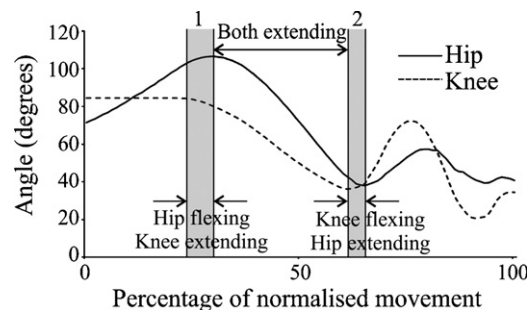 1
2
Both extending
Hip
Knee
120
100
80
60
40
20
0
Angle (degrees)
Hip flexing
Knee extending
Knee flexing
Hip extending
0
50
100
Percentage of normalised movement